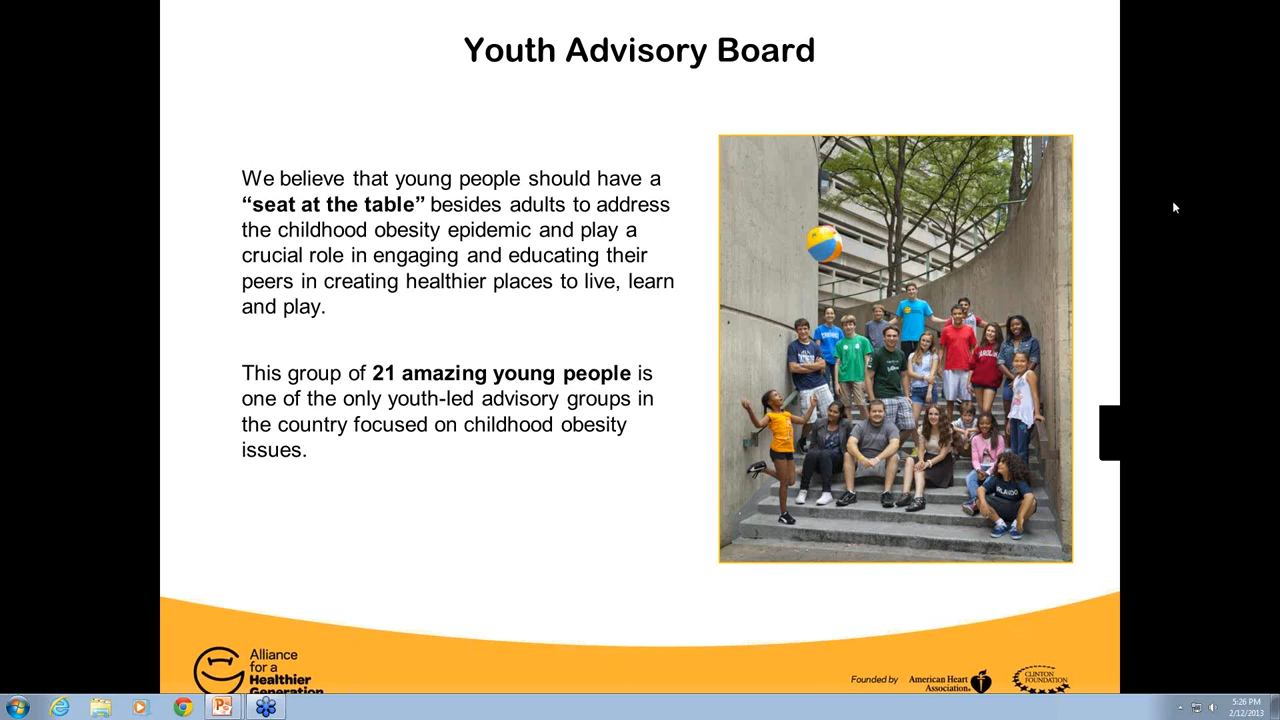 Youth Advisory Board
We believe that young people should have a
“seat at the table” besides adults to address
the childhood obesity epidemic and play a
crucial role in engaging and educating their
peers in creating healthier places to live, learn
and play.
This group of 21 amazing young people is
one of the only youth-led advisory groups in
the country focused on childhood obesity
issues.
ORLANDO
Alliance
for a
Healthier
Generation
Founded by
American Heart
Association®
CLINTON
FOUNDATION
5:26 PM
2/12/2013